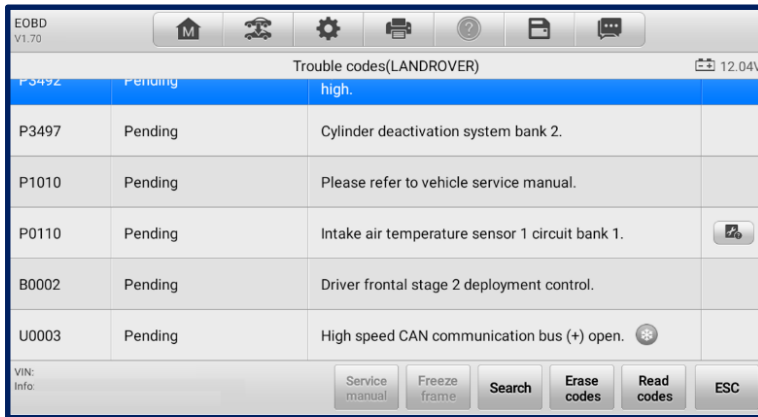 EOBD
V1.70
M
Trouble codes(LANDROVER) 12.04V
P3492 Pending high.
P3497 Pending Cylinder deactivation system bank 2.
P1010 Pending Please refer to vehicle service manual.
P0110 Pending Intake air temperature sensor 1 circuit bank 1.
B0002 Pending Driver frontal stage 2 deployment control.
U0003 Pending High speed CAN communication bus (+) open.
VIN:
Info:
Service manual
Freeze frame
Search
Erase codes
Read codes
ESC